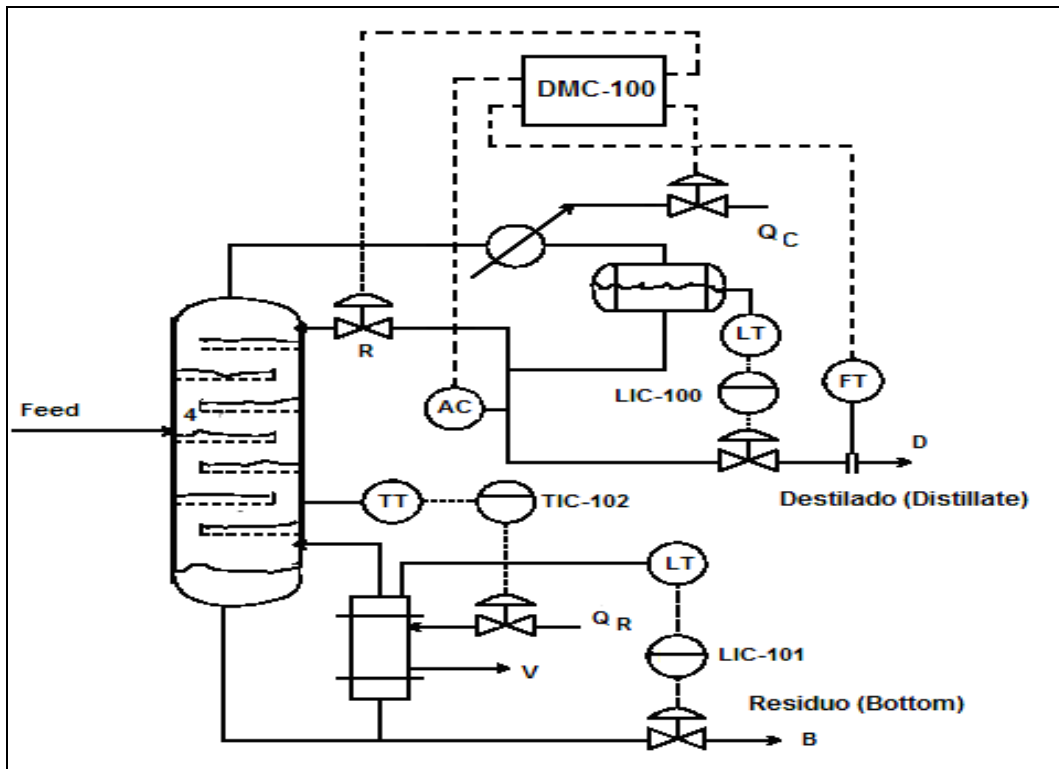 DMC-100
Q C
LT
R
LIC-100
FT
AC
Feed
4
D
Destilado (Distillate)
TT
TIC-102
LT
Q R
V
LIC-101
Residuo (Bottom)
B